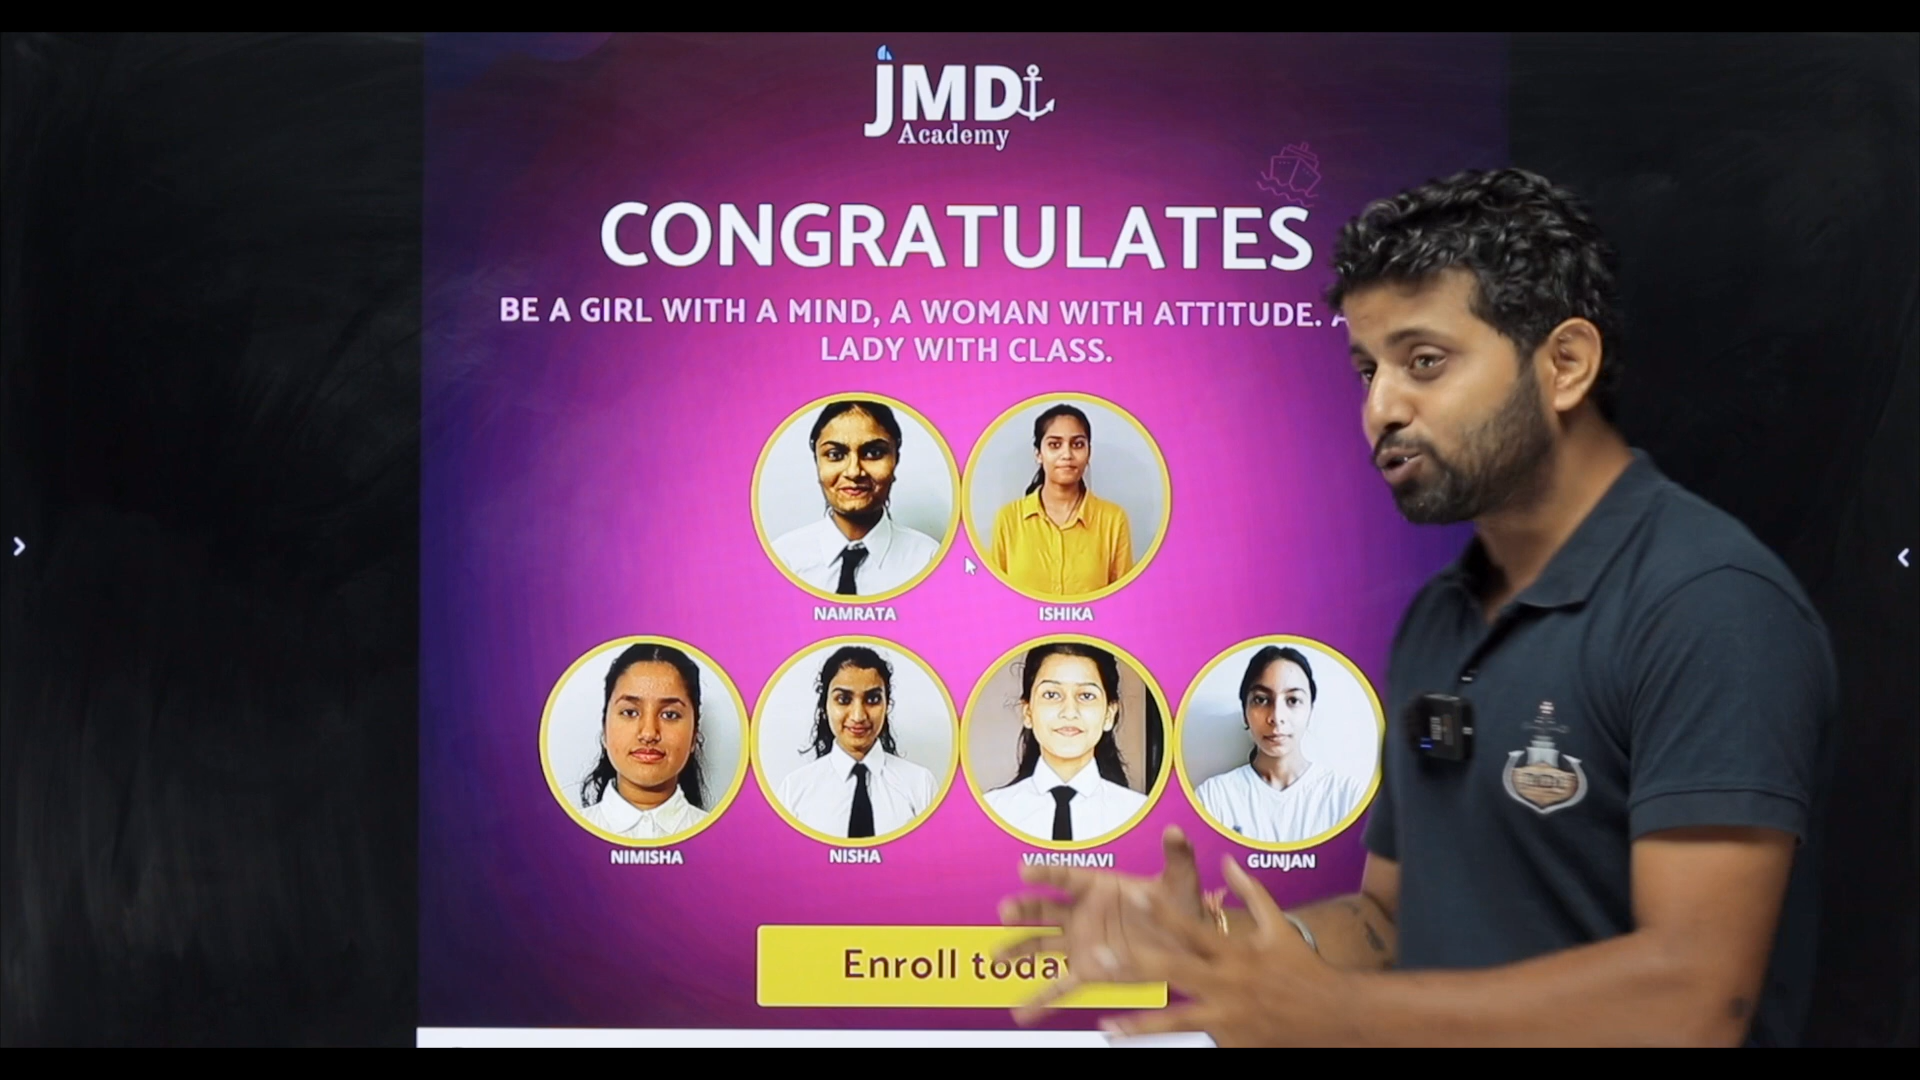 JMD
Academy
CONGRATULATES
BE A GIRL WITH A MIND, A WOMAN WITH ATTITUDE. A
LADY WITH CLASS.
NAMRATA
ISHIKA
NIMISHA
NISHA
VAISHNAVI
GUNJAN
Enroll today